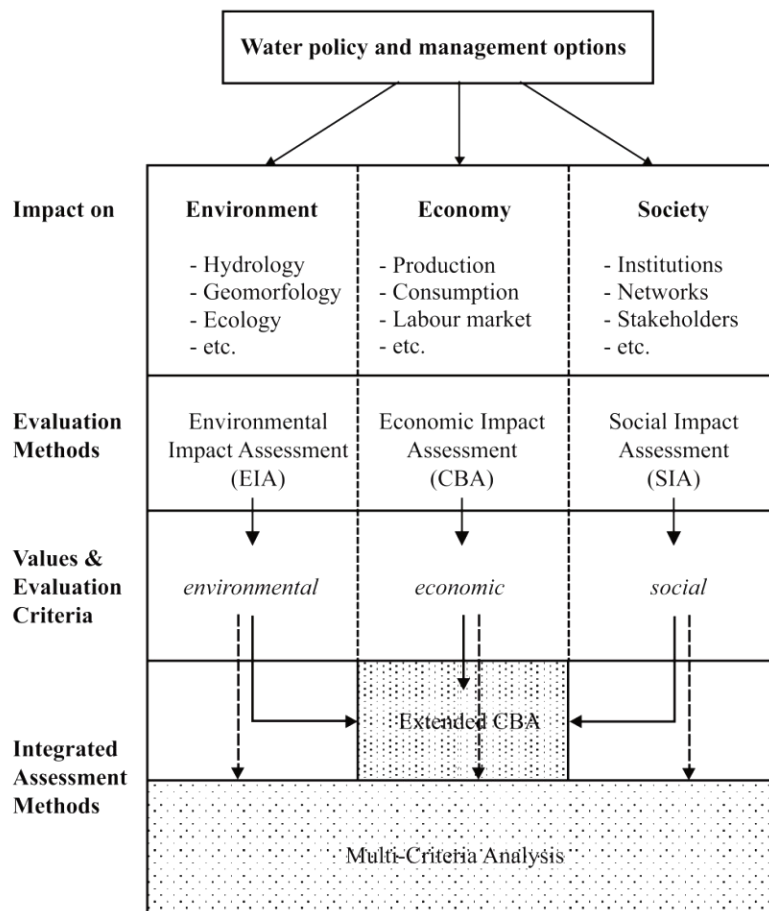 Water policy and management options
Impact on
Environment
Economy
Society
- Hydrology
- Geomorfology
- Ecology
- etc.
- Production
- Consumption
- Labour market
- etc.
- Institutions
- Networks
- Stakeholders
- etc.
Evaluation
Methods
Environmental
Impact Assessment
(EIA)
Economic Impact
Assessment
(CBA)
Social Impact
Assessment
(SIA)
Values &
Evaluation
Criteria
environmental
economic
social
Integrated
Assessment
Methods
Extended CBA
Multi-Criteria Analysis